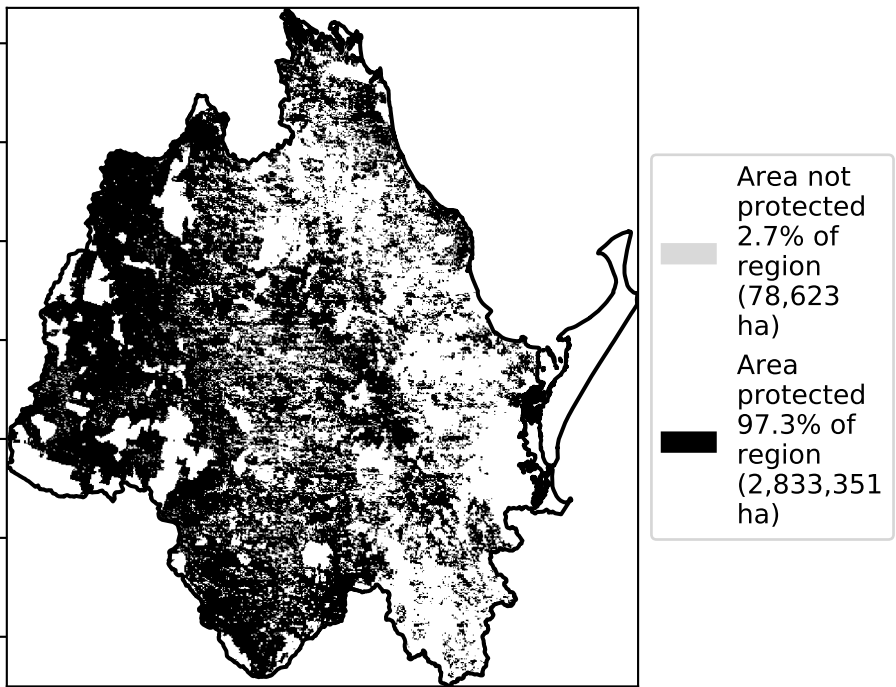 Area not
protected
2.7% of
region
(78,623
ha)
Area
protected
97.3% of
region
(2,833,351
ha)